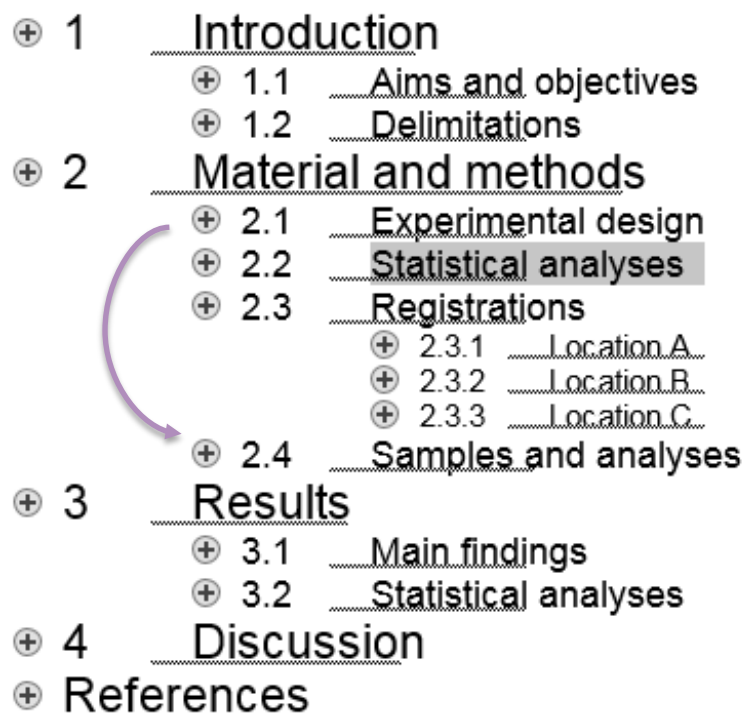 1 Introduction
1.1 Aims and objectives
1.2 Delimitations
2 Material and methods
2.1 Experimental design
2.2 Statistical analyses
2.3 Registrations
2.3.1 Location A
2.3.2 Location B
2.3.3 Location C
2.4 Samples and analyses
3 Results
3.1 Main findings
3.2 Statistical analyses
4 Discussion
References